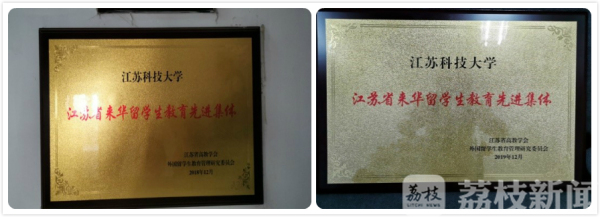 江苏科技大学
江苏省来华留学生教育先进集体
江苏省高教学会
外国留学生教育管理研究委员会
2018年12月
江苏科技大学
江苏省来华留学生教育先进集体
江苏省高教学会
外国留学生教育管理研究委员会
2019年12月
荔枝
LITCHI NEWS
荔枝新闻